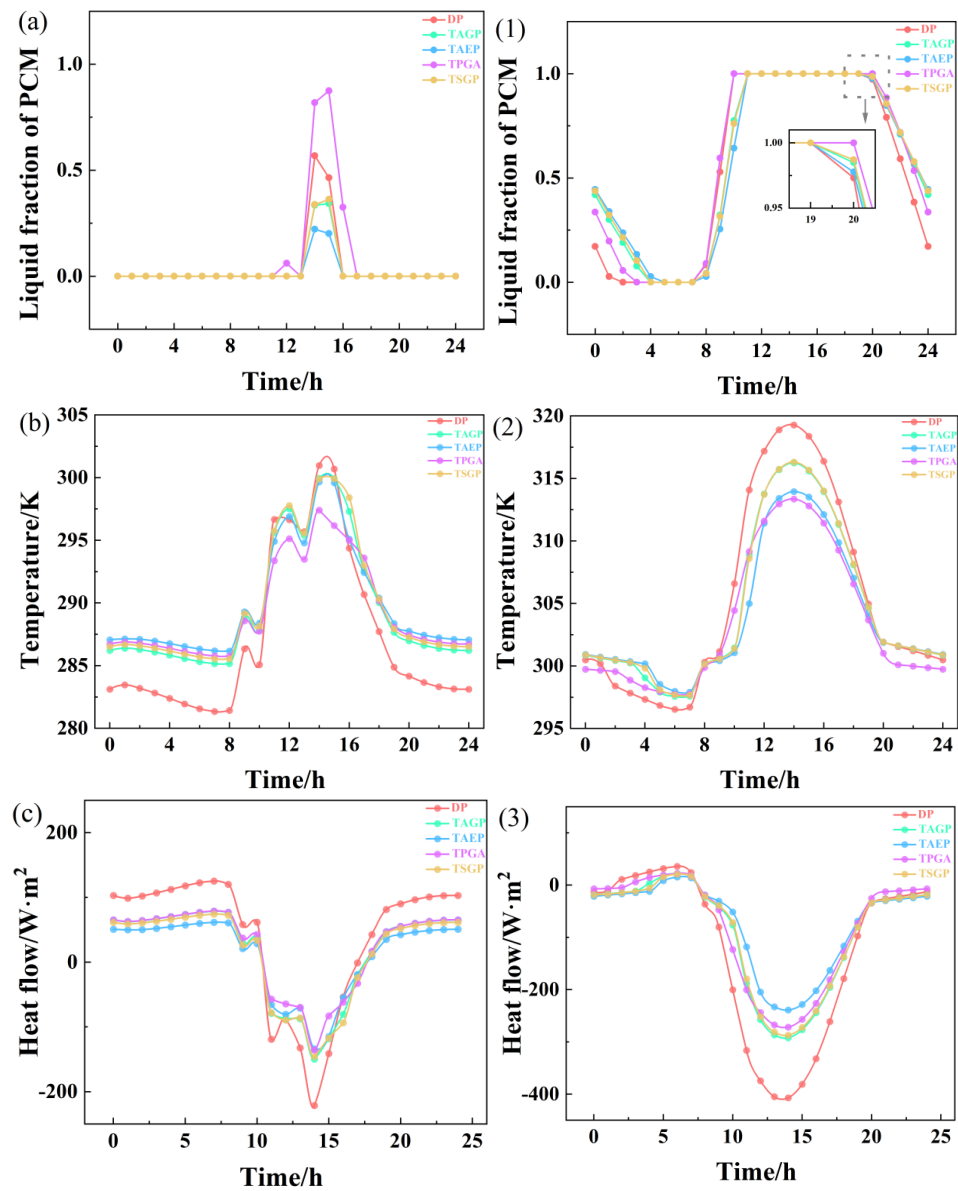 (a)
Liquid fraction of PCM
1.0
0.5
0.0
0 4 8 12 16 20 24
Time/h
DP
TAGP
TAEP
TPGA
TSGP
(1)
Liquid fraction of PCM
1.0
0.5
0.0
0 4 8 12 16 20 24
Time/h
DP
TAGP
TAEP
TPGA
TSGP
1.00
0.95
19 20
(b)
Temperature/K
305
300
295
290
285
280
0 4 8 12 16 20 24
Time/h
DP
TAGP
TAEP
TPGA
TSGP
(2)
Temperature/K
320
315
310
305
300
295
0 4 8 12 16 20 24
Time/h
DP
TAGP
TAEP
TPGA
TSGP
(c)
Heat flow/W·m²
200
0
-200
0 5 10 15 20 25
Time/h
DP
TAGP
TAEP
TPGA
TSGP
(3)
Heat flow/W·m²
0
-200
-400
0 5 10 15 20 25
Time/h
DP
TAGP
TAEP
TPGA
TSGP